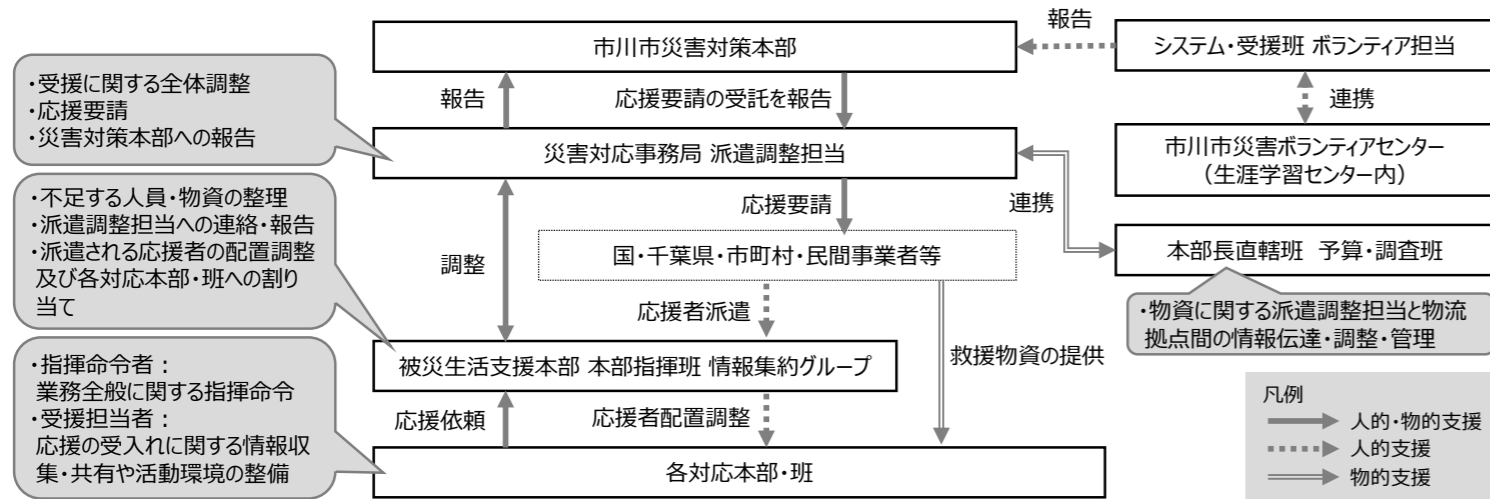 報告
市川市災害対策本部
システム・受援班 ボランティア担当
・受援に関する全体調整
・応援要請
・災害対策本部への報告
報告
応援要請の受託を報告
連携
災害対応事務局 派遣調整担当
市川市災害ボランティアセンター
（生涯学習センター内）
・不足する人員・物資の整理
・派遣調整担当への連絡・報告
・派遣される応援者の配置調整
及び各対応本部・班への割り
当て
調整
応援要請
連携
国・千葉県・市町村・民間事業者等
本部長直轄班 予算・調査班
応援者派遣
・物資に関する派遣調整担当と物流
拠点間の情報伝達・調整・管理
救援物資の提供
・指揮命令者：
業務全般に関する指揮命令
・受援担当者：
応援の受入れに関する情報収
集・共有や活動環境の整備
被災生活支援本部 本部指揮班 情報集約グループ
応援依頼
応援者配置調整
各対応本部・班
凡例
人的・物的支援
人的支援
物的支援